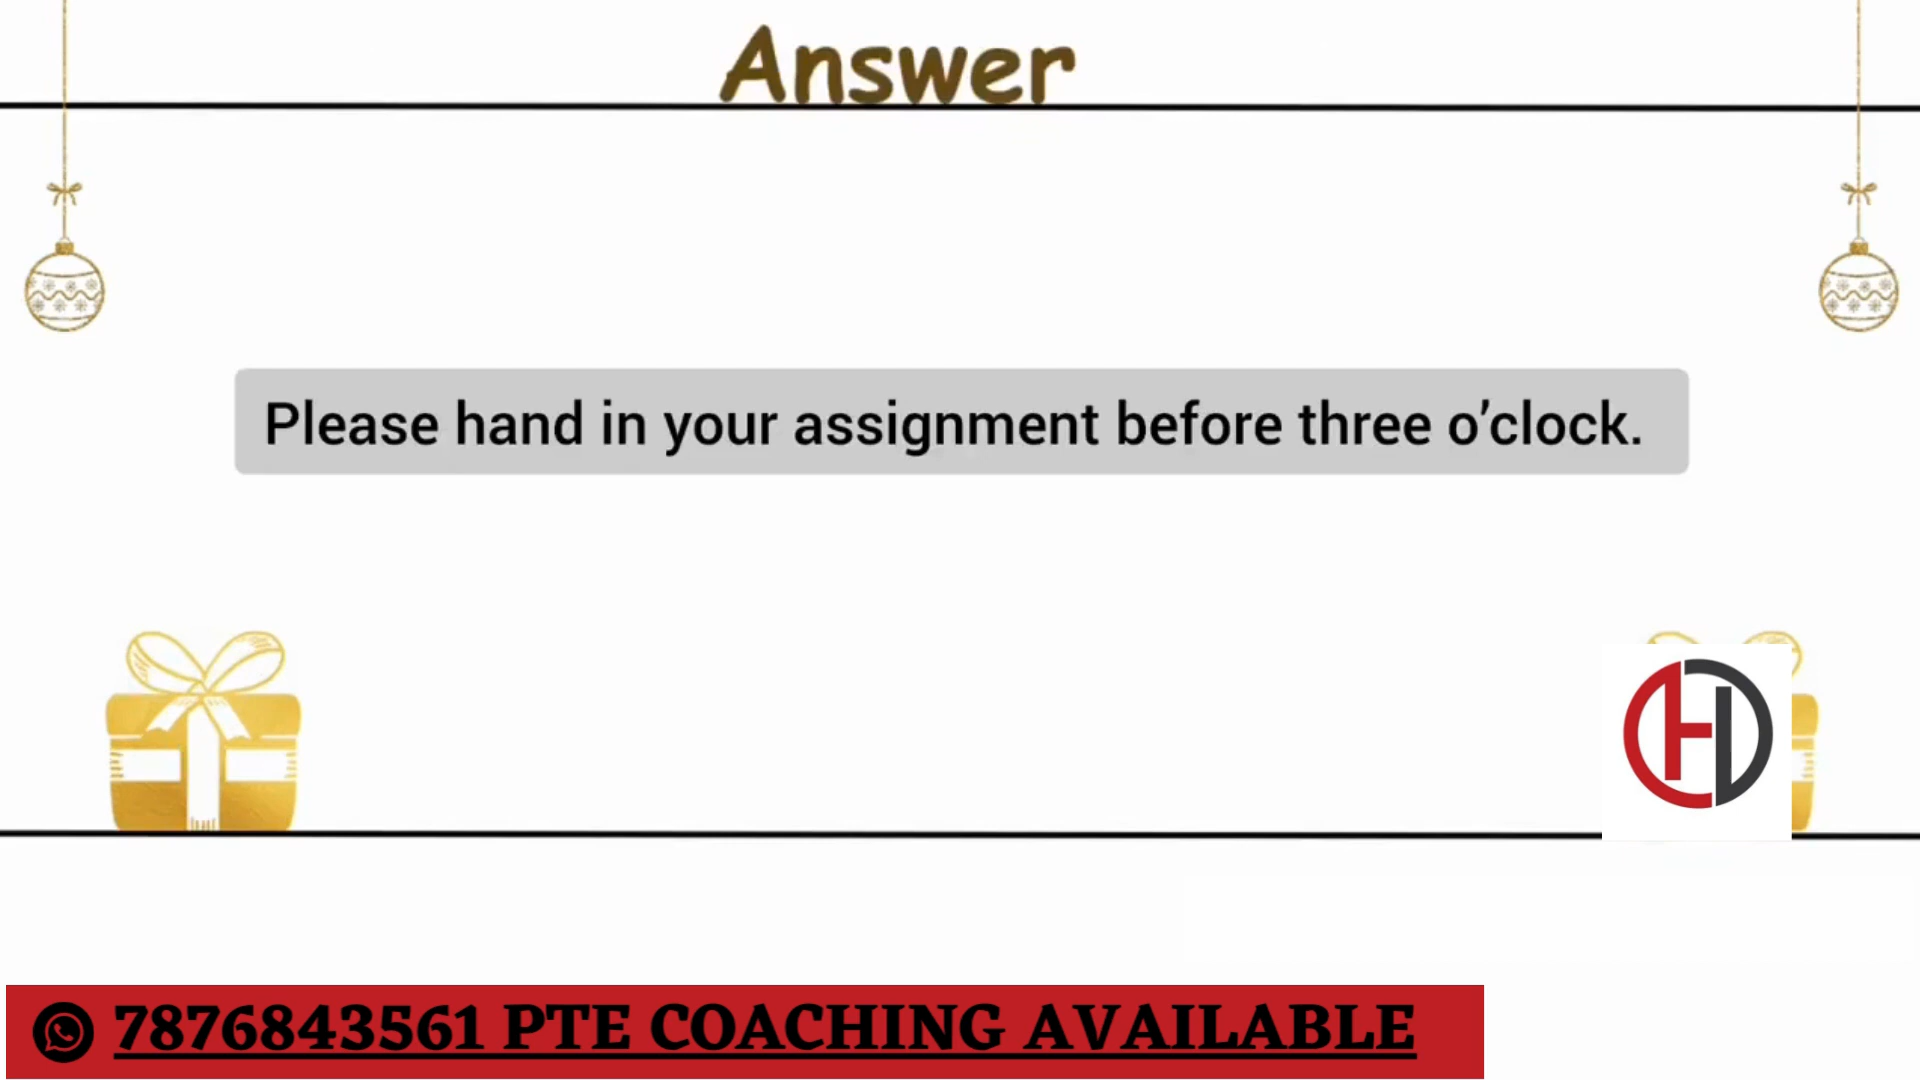 Answer
Please hand in your assignment before three o’clock.
7876843561 PTE COACHING AVAILABLE